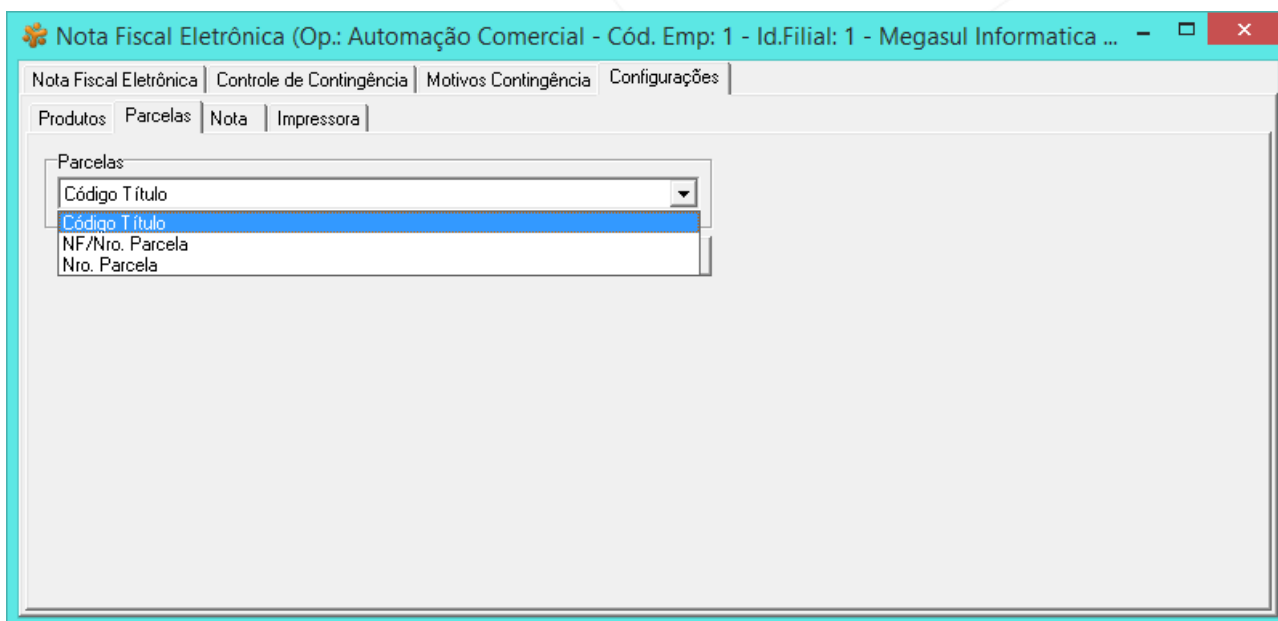 Nota Fiscal Eletrônica (Op.: Automação Comercial - Cód. Emp: 1 - Id.Filial: 1 - Megasul Informatica ...
Nota Fiscal Eletrônica Controle de Contingência Motivos Contingência Configurações
Produtos Parcelas Nota Impressora
Parcelas
Código Título
Código Título
NF/Nro. Parcela
Nro. Parcela